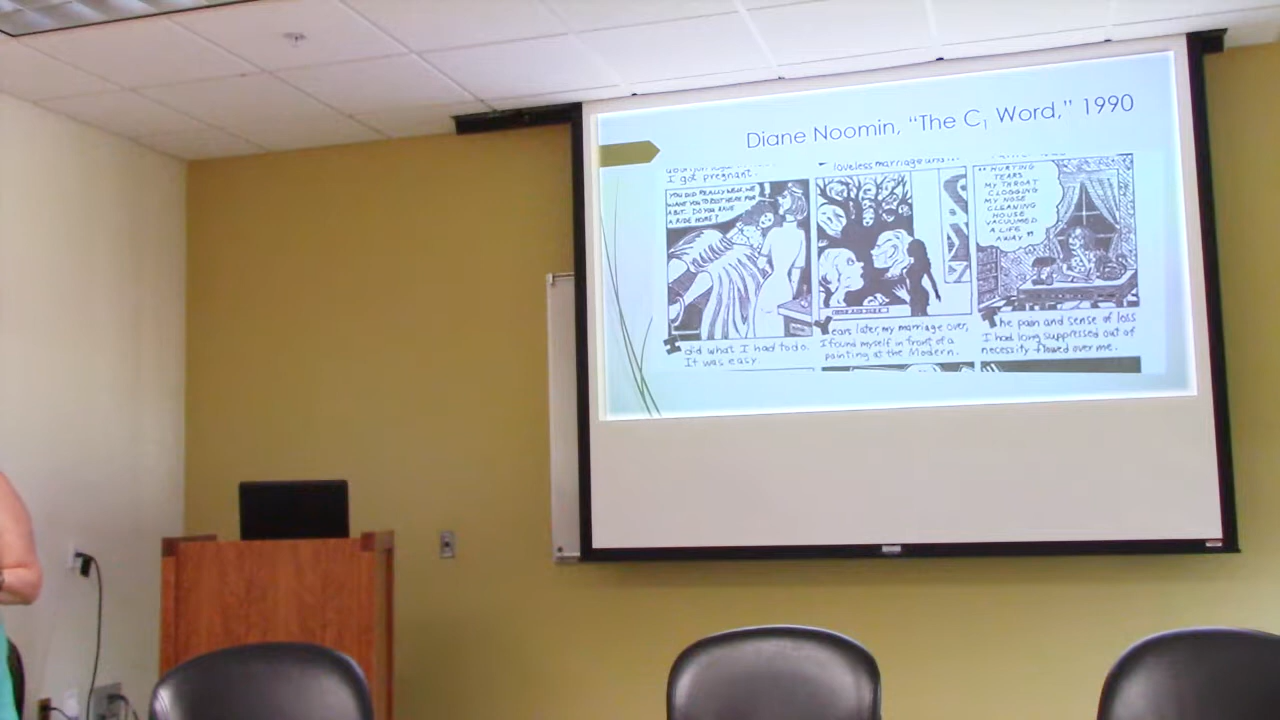 Diane Noomin, "The C₁ Word," 1990
I got pregnant.
YOU DID REALLY WELL. WE
WANT YOU TO REST HERE FOR
A BIT. DO YOU HAVE
A RIDE HOME?
I did what I had to do.
It was easy.
loveless marriage
Years later, my marriage over,
I found myself in front of a
painting at the Modern.
"HURTING
TEARS
MY THROAT
CLOGGING
MY NOSE
CLEANING
HOUSE
VACUUMED
A LIFE
AWAY"
The pain and sense of loss
I had long suppressed out of
necessity flowed over me.